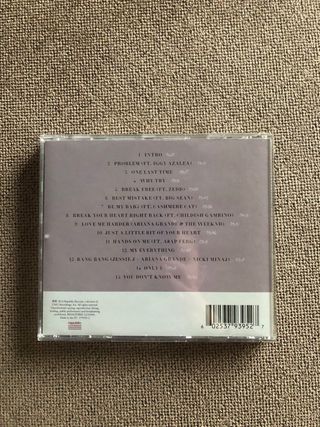 1 INTRO
2 PROBLEM (FT. IGGY AZALEA)
3 ONE LAST TIME
4 WHY TRY
5 BREAK FREE (FT. ZEDD)
6 BEST MISTAKE (FT. BIG SEAN)
7 BE MY BABY (FT. CASHMERE CAT)
8 BREAK YOUR HEART RIGHT BACK (FT. CHILDISH GAMBINO)
9 LOVE ME HARDER (ARIANA GRANDE & THE WEEKND)
10 JUST A LITTLE BIT OF YOUR HEART
11 HANDS ON ME (FT. A$AP FERG)
12 MY EVERYTHING
13 BANG BANG (JESSIE J, ARIANA GRANDE & NICKI MINAJ)
14 ONLY 1
15 YOU DON'T KNOW ME
6 02537 93952 7